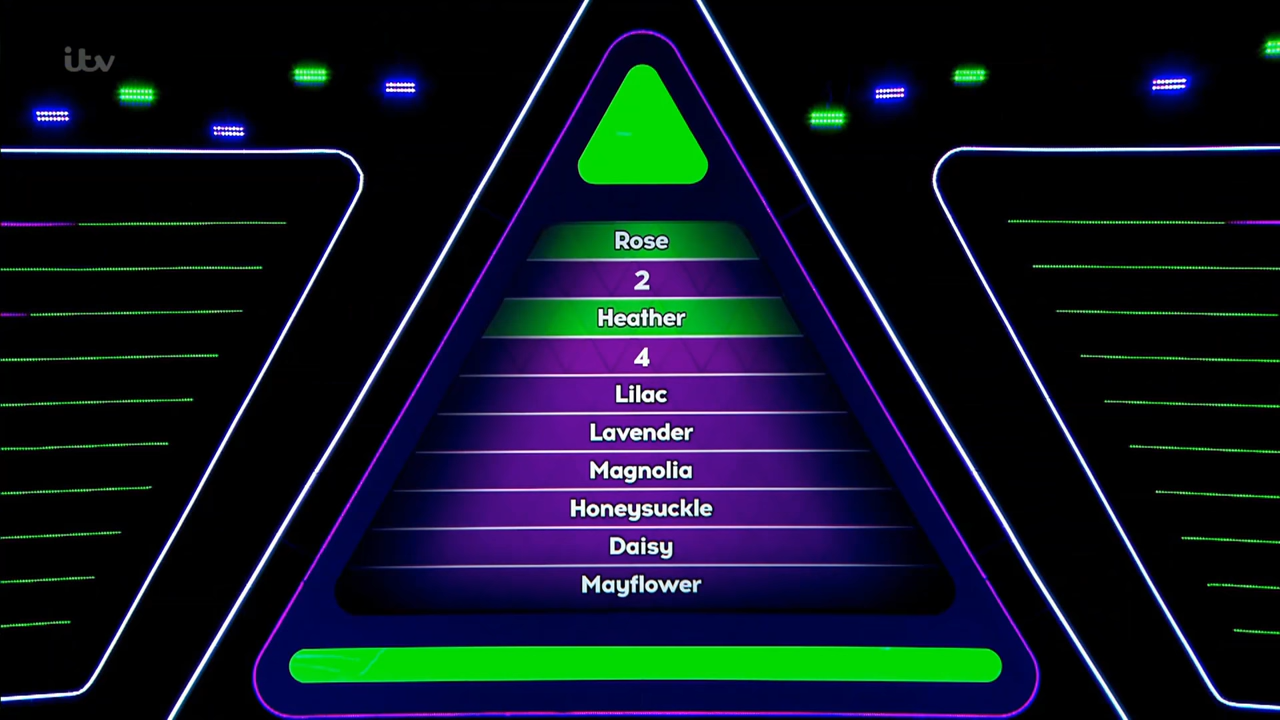 itv
Rose
2
Heather
4
Lilac
Lavender
Magnolia
Honeysuckle
Daisy
Mayflower